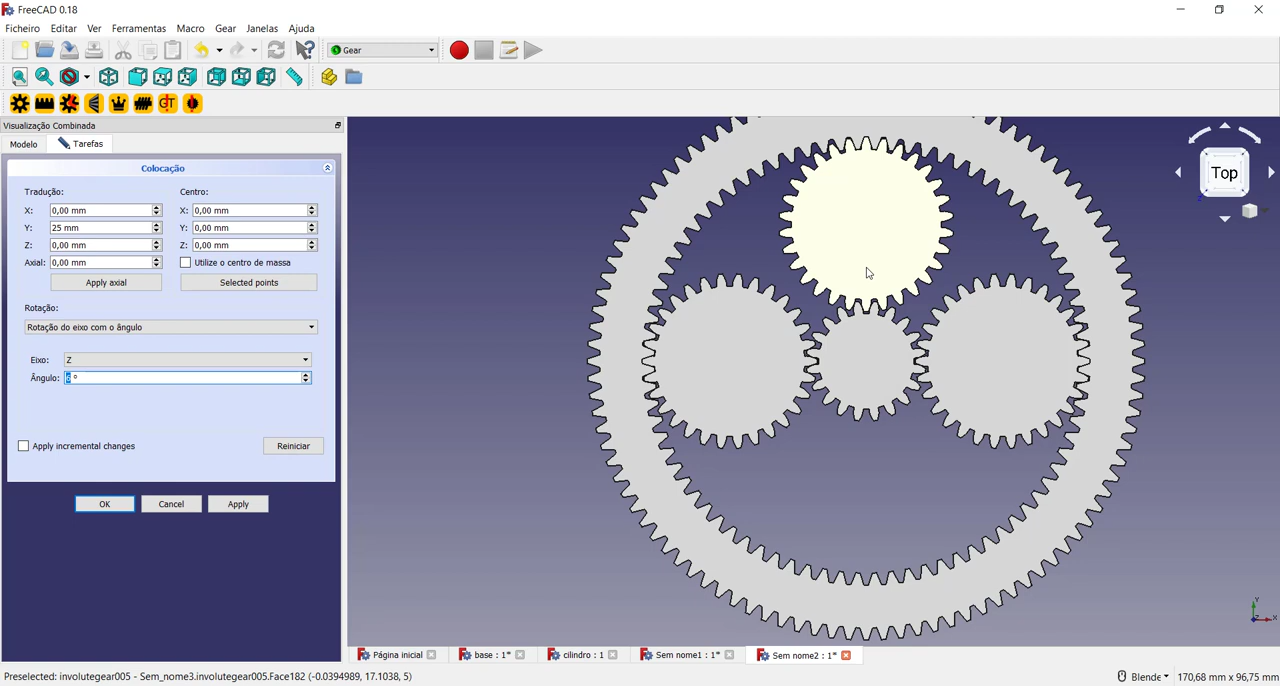 FreeCAD 0.18
Ficheiro Editar Ver Ferramentas Macro Gear Janelas Ajuda
Gear
GT
Visualização Combinada
Modelo Tarefas
Colocação
Tradução: Centro:
X: 0,00 mm X: 0,00 mm
Y: 25 mm Y: 0,00 mm
Z: 0,00 mm Z: 0,00 mm
Axial: 0,00 mm Utilize o centro de massa
Apply axial Selected points
Rotação:
Rotação do eixo com o ângulo
Eixo: Z
Ângulo: 6 °
Apply incremental changes Reiniciar
OK Cancel Apply
Top
Z
Y
X
Página inicial base : 1* cilindro : 1 Sem nome1 : 1* Sem nome2 : 1*
Preselected: involutegear005 - Sem_nome3.involutegear005.Face182 (-0.0394989, 17.1038, 5) Blende 170,68 mm x 96,75 mm